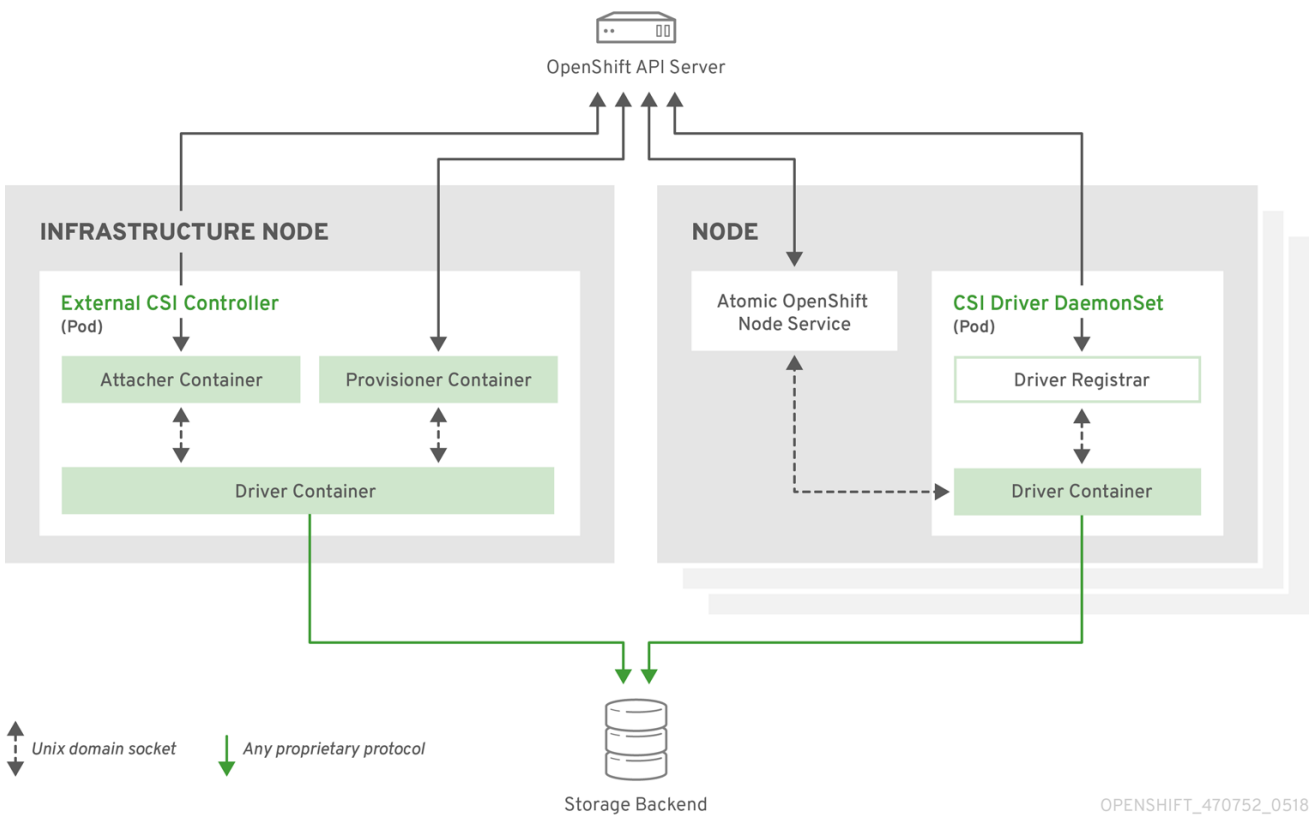 OpenShift API Server
INFRASTRUCTURE NODE
External CSI Controller
(Pod)
Attacher Container
Provisioner Container
Driver Container
NODE
Atomic OpenShift
Node Service
CSI Driver DaemonSet
(Pod)
Driver Registrar
Driver Container
Unix domain socket
Any proprietary protocol
Storage Backend
OPENSHIFT_470752_0518